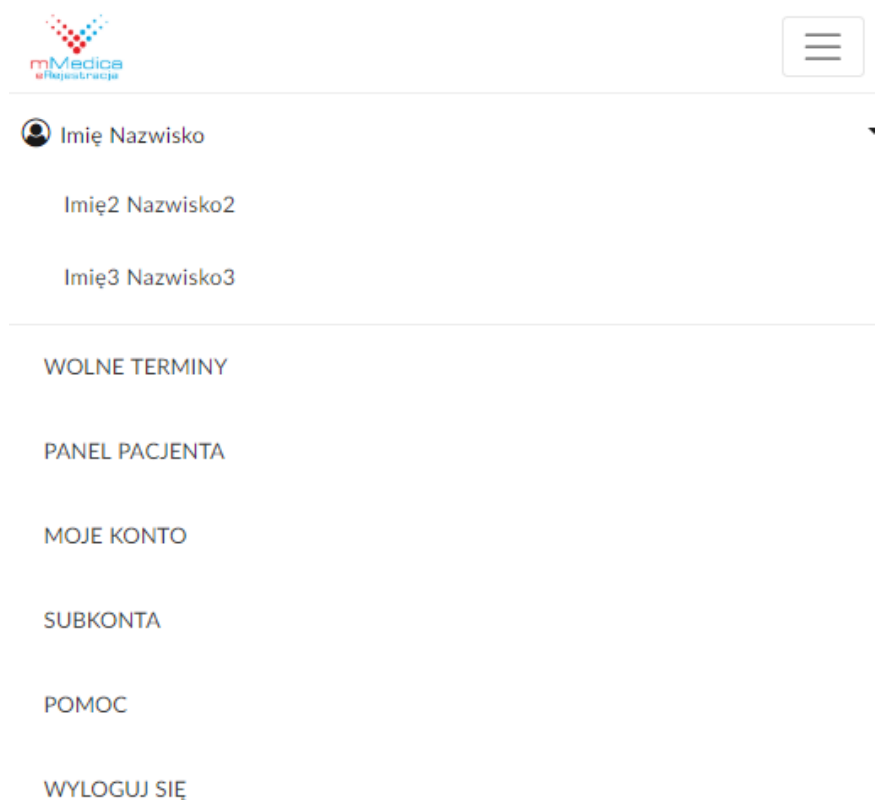 mMedica
eRejestracja
Imię Nazwisko
Imię2 Nazwisko2
Imię3 Nazwisko3
WOLNE TERMINY
PANEL PACJENTA
MOJE KONTO
SUBKONTA
POMOC
WYLOGUJ SIĘ